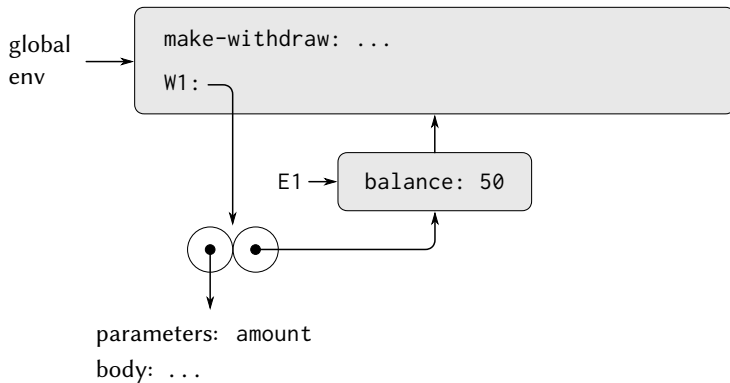 global
env
make-withdraw: ...
W1:
E1
balance: 50
parameters: amount
body: ...